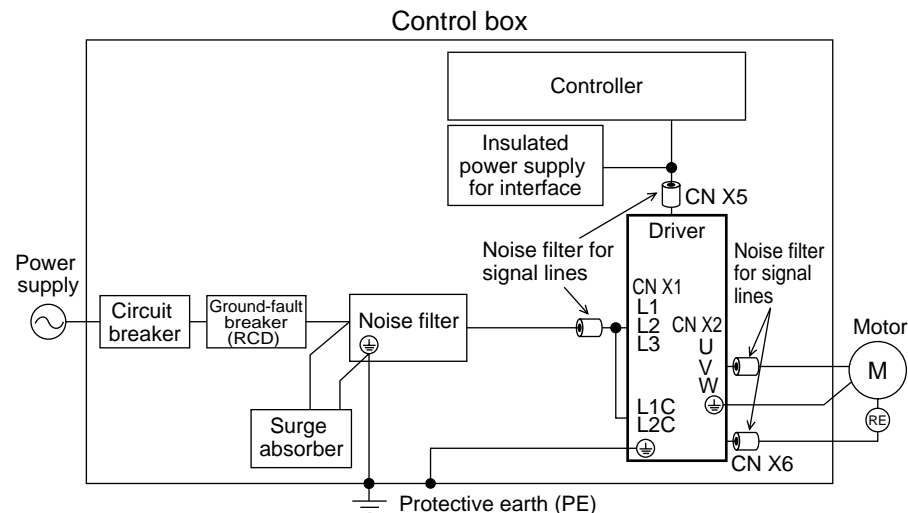 Control box
Controller
Insulated
power supply
for interface
CN X5
Driver
Noise filter for
signal lines
Noise filter
for signal
lines
Power
supply
Circuit
breaker
Ground-fault
breaker
(RCD)
Noise filter
CN X1
L1
L2
L3
CN X2
U
V
W
Motor
M
RE
L1C
L2C
Surge
absorber
CN X6
Protective earth (PE)